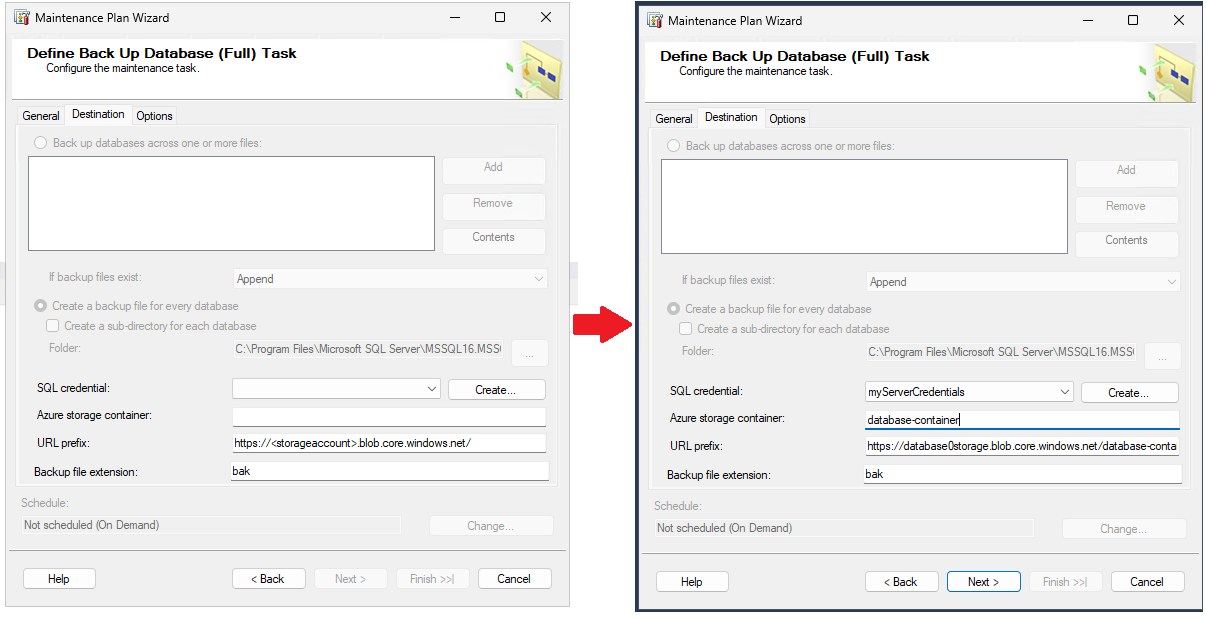 Maintenance Plan Wizard
Define Back Up Database (Full) Task
Configure the maintenance task.
General Destination Options
Back up databases across one or more files:
Add
Remove
Contents
If backup files exist: Append
Create a backup file for every database
Create a sub-directory for each database
Folder: C:\Program Files\Microsoft SQL Server\MSSQL16.MSS
...
SQL credential: Create...
Azure storage container:
URL prefix: https://<storageaccount>.blob.core.windows.net/
Backup file extension: bak
Schedule:
Not scheduled (On Demand) Change...
Help < Back Next > Finish >>| Cancel
Maintenance Plan Wizard
Define Back Up Database (Full) Task
Configure the maintenance task.
General Destination Options
Back up databases across one or more files:
Add
Remove
Contents
If backup files exist: Append
Create a backup file for every database
Create a sub-directory for each database
Folder: C:\Program Files\Microsoft SQL Server\MSSQL16.MSS
...
SQL credential: myServerCredentials Create...
Azure storage container: database-container
URL prefix: https://database0storage.blob.core.windows.net/database-conta
Backup file extension: bak
Schedule:
Not scheduled (On Demand) Change...
Help < Back Next > Finish >>| Cancel